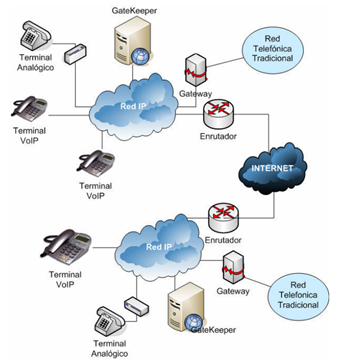 GateKeeper
Terminal
Analógico
Red
Telefónica
Tradicional
Gateway
Red IP
Terminal
VoIP
Enrutador
Terminal
VoIP
INTERNET
Enrutador
Red IP
Terminal
VoIP
Gateway
Red
Telefonica
Tradicional
GateKeeper
Terminal
Analógico